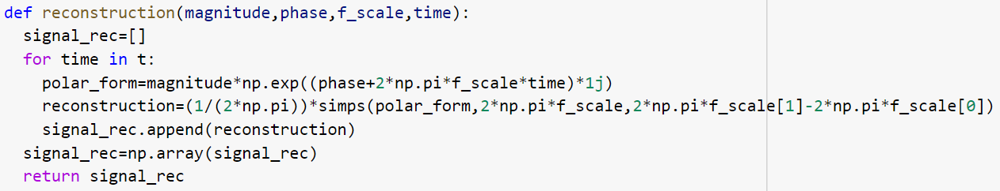 def reconstruction(magnitude,phase,f_scale,time):
  signal_rec=[]
  for time in t:
    polar_form=magnitude*np.exp((phase+2*np.pi*f_scale*time)*1j)
    reconstruction=(1/(2*np.pi))*simps(polar_form,2*np.pi*f_scale,2*np.pi*f_scale[1]-2*np.pi*f_scale[0])
    signal_rec.append(reconstruction)
  signal_rec=np.array(signal_rec)
  return signal_rec